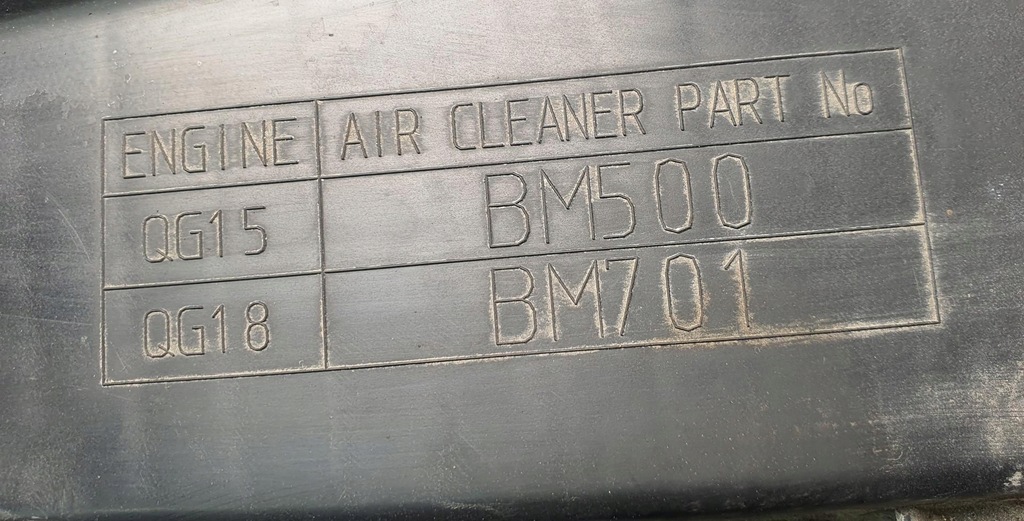 ENGINE AIR CLEANER PART No
QG15 BM500
QG18 BM701